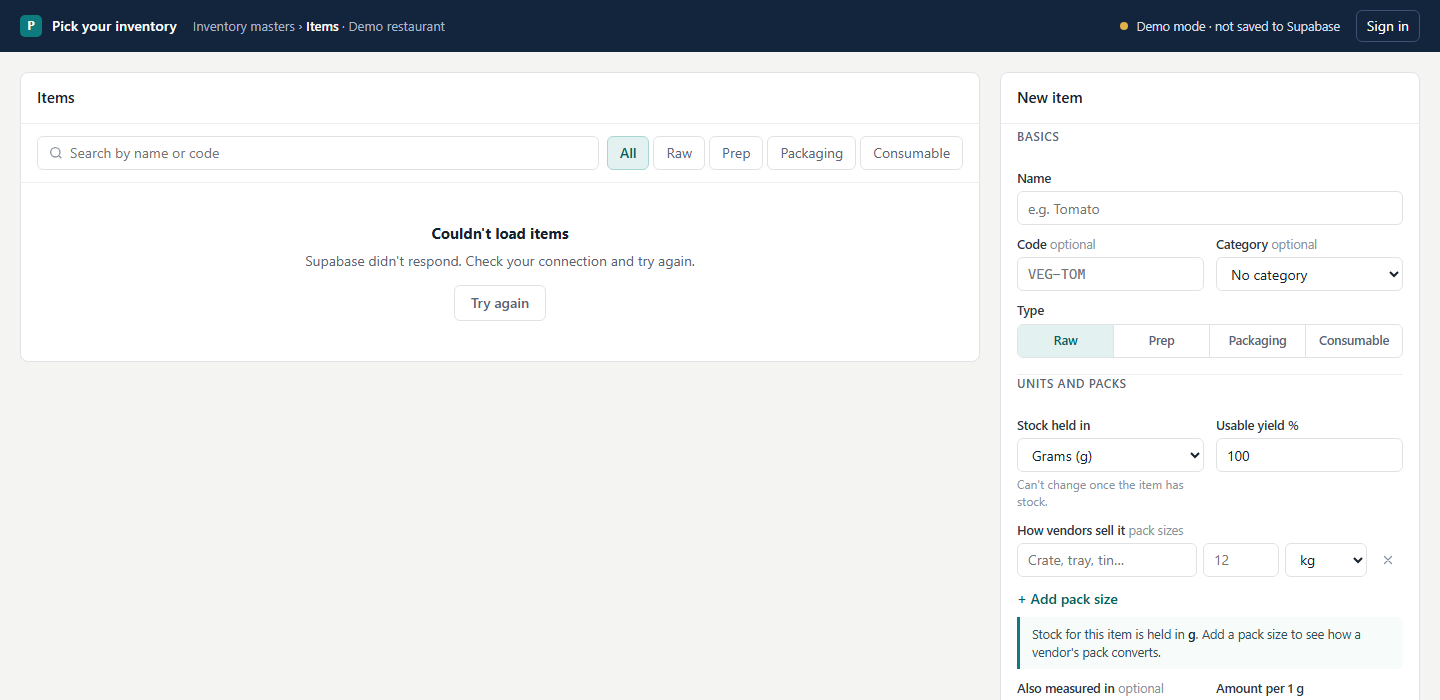 P Pick your inventory Inventory masters › Items · Demo restaurant Demo mode · not saved to Supabase Sign in
Items
Search by name or code All Raw Prep Packaging Consumable
Couldn't load items
Supabase didn't respond. Check your connection and try again.
Try again
New item
BASICS
Name
e.g. Tomato
Code optional Category optional
VEG-TOM No category
Type
Raw Prep Packaging Consumable
UNITS AND PACKS
Stock held in Usable yield %
Grams (g) 100
Can't change once the item has
stock.
How vendors sell it pack sizes
Crate, tray, tin... 12 kg ×
+ Add pack size
Stock for this item is held in g. Add a pack size to see how a
vendor's pack converts.
Also measured in optional Amount per 1 g